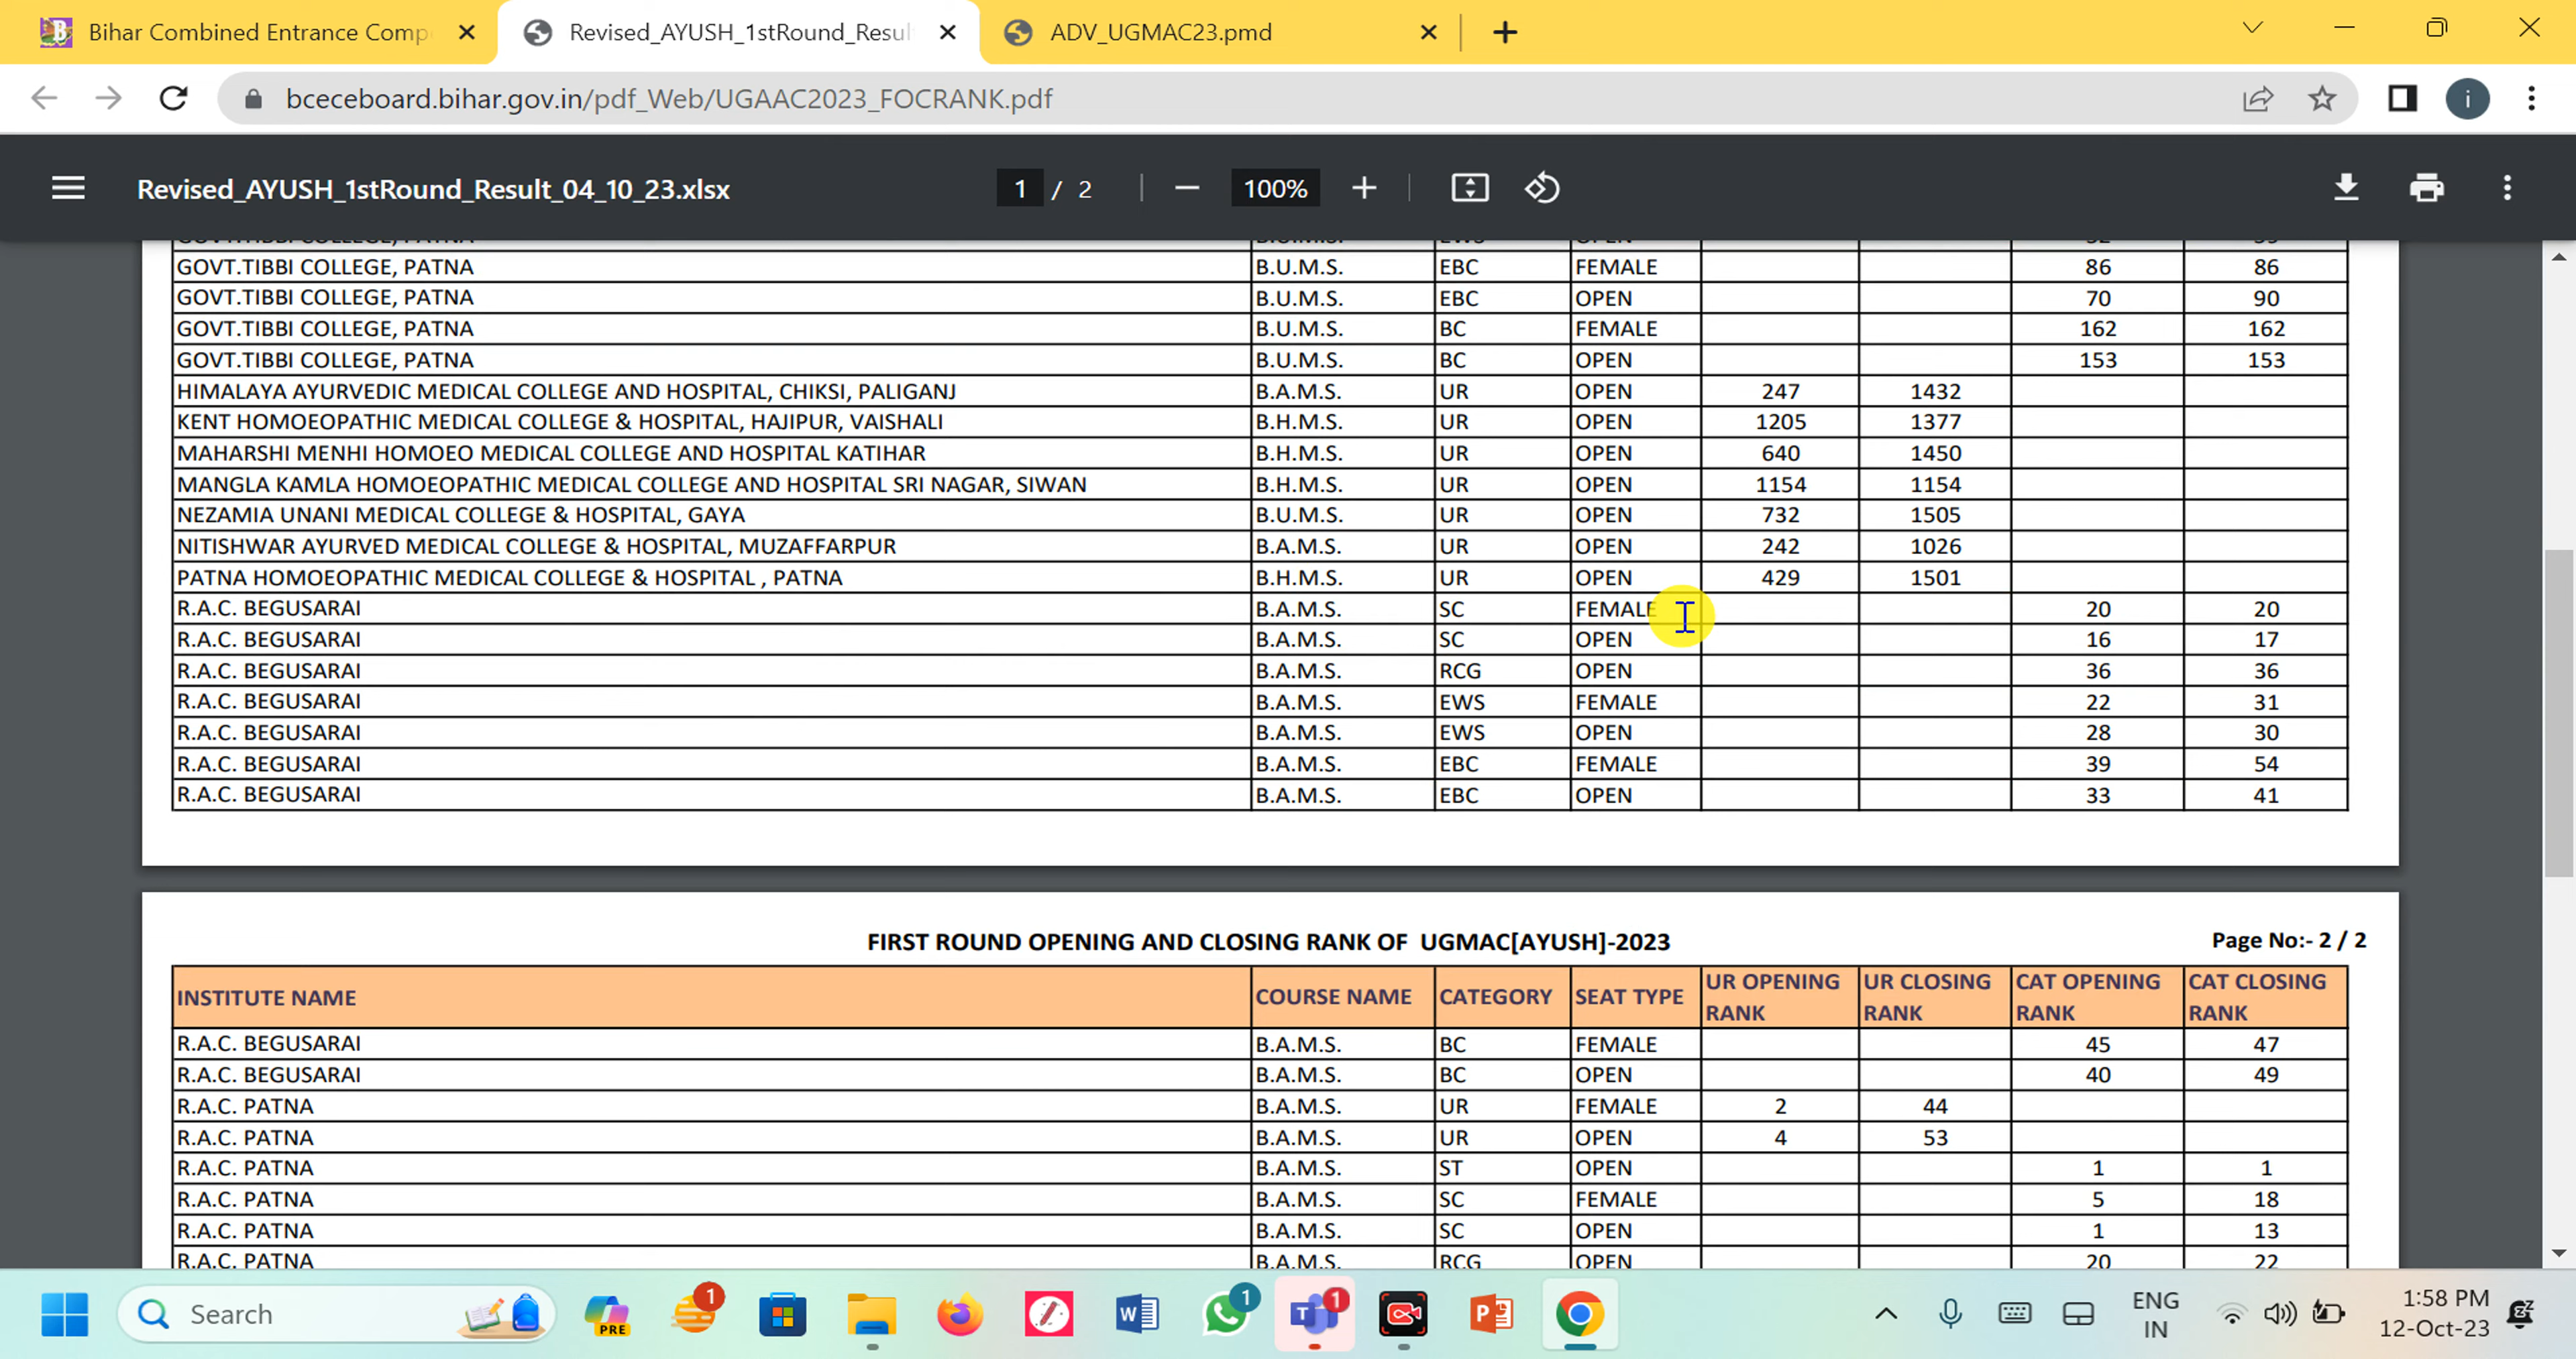 Bihar Combined Entrance Comp
Revised_AYUSH_1stRound_Resul
ADV_UGMAC23.pmd
bceceboard.bihar.gov.in/pdf_Web/UGAAC2023_FOCRANK.pdf
i
Revised_AYUSH_1stRound_Result_04_10_23.xlsx
1 / 2
100%
GOVT.TIBBI COLLEGE, PATNA B.U.M.S. EBC FEMALE 86 86
GOVT.TIBBI COLLEGE, PATNA B.U.M.S. EBC OPEN 70 90
GOVT.TIBBI COLLEGE, PATNA B.U.M.S. BC FEMALE 162 162
GOVT.TIBBI COLLEGE, PATNA B.U.M.S. BC OPEN 153 153
HIMALAYA AYURVEDIC MEDICAL COLLEGE AND HOSPITAL, CHIKSI, PALIGANJ B.A.M.S. UR OPEN 247 1432
KENT HOMOEOPATHIC MEDICAL COLLEGE & HOSPITAL, HAJIPUR, VAISHALI B.H.M.S. UR OPEN 1205 1377
MAHARSHI MENHI HOMOEO MEDICAL COLLEGE AND HOSPITAL KATIHAR B.H.M.S. UR OPEN 640 1450
MANGLA KAMLA HOMOEOPATHIC MEDICAL COLLEGE AND HOSPITAL SRI NAGAR, SIWAN B.H.M.S. UR OPEN 1154 1154
NEZAMIA UNANI MEDICAL COLLEGE & HOSPITAL, GAYA B.U.M.S. UR OPEN 732 1505
NITISHWAR AYURVED MEDICAL COLLEGE & HOSPITAL, MUZAFFARPUR B.A.M.S. UR OPEN 242 1026
PATNA HOMOEOPATHIC MEDICAL COLLEGE & HOSPITAL , PATNA B.H.M.S. UR OPEN 429 1501
R.A.C. BEGUSARAI B.A.M.S. SC FEMALE 20 20
R.A.C. BEGUSARAI B.A.M.S. SC OPEN 16 17
R.A.C. BEGUSARAI B.A.M.S. RCG OPEN 36 36
R.A.C. BEGUSARAI B.A.M.S. EWS FEMALE 22 31
R.A.C. BEGUSARAI B.A.M.S. EWS OPEN 28 30
R.A.C. BEGUSARAI B.A.M.S. EBC FEMALE 39 54
R.A.C. BEGUSARAI B.A.M.S. EBC OPEN 33 41
FIRST ROUND OPENING AND CLOSING RANK OF UGMAC[AYUSH]-2023
Page No:- 2 / 2
INSTITUTE NAME COURSE NAME CATEGORY SEAT TYPE UR OPENING RANK UR CLOSING RANK CAT OPENING RANK CAT CLOSING RANK
R.A.C. BEGUSARAI B.A.M.S. BC FEMALE 45 47
R.A.C. BEGUSARAI B.A.M.S. BC OPEN 40 49
R.A.C. PATNA B.A.M.S. UR FEMALE 2 44
R.A.C. PATNA B.A.M.S. UR OPEN 4 53
R.A.C. PATNA B.A.M.S. ST OPEN 1 1
R.A.C. PATNA B.A.M.S. SC FEMALE 5 18
R.A.C. PATNA B.A.M.S. SC OPEN 1 13
R.A.C. PATNA B.A.M.S. RCG OPEN 20 22
Search
PRE
1
1
1
ENG
IN
1:58 PM
12-Oct-23